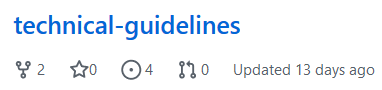 technical-guidelines
2 0 4 0 Updated 13 days ago